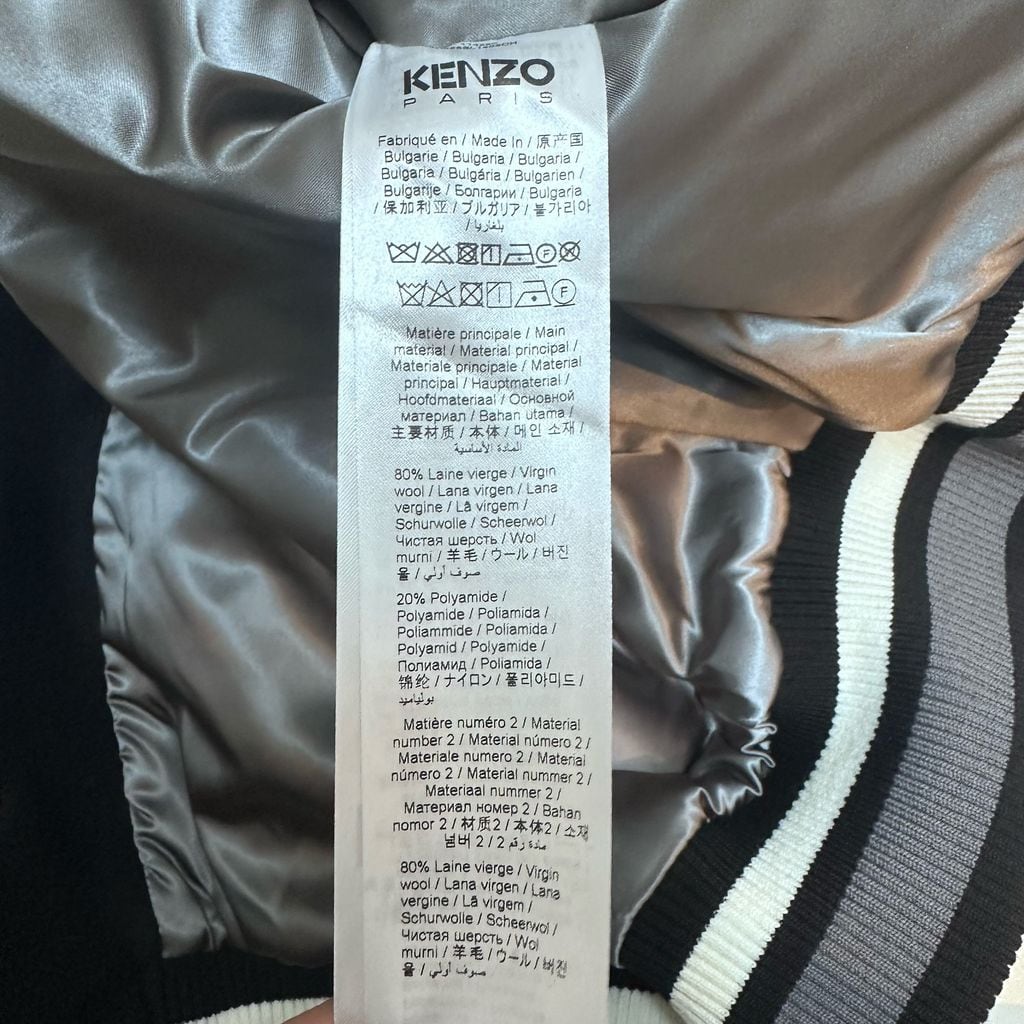 KENZO
PARIS
Fabriqué en / Made In / 原产国
Bulgarie / Bulgaria / Bulgaria /
Bulgaria / Bulgária / Bulgarien /
Bulgarije / Болгарии / Bulgaria
/ 保加利亚 / ブルガリア / 불가리아
/ بلغاريا
F
F
Matière principale / Main
material / Material principal /
Materiale principale / Material
principal / Hauptmaterial /
Hoofdmateriaal / Основной
материал / Bahan utama /
主要材质 / 本体 / 메인 소재 /
المادة الأساسية
80% Laine vierge / Virgin
wool / Lana virgen / Lana
vergine / Lã virgem /
Schurwolle / Scheerwol /
Чистая шерсть / Wol
murni / 羊毛 / ウール / 버진
울 / صوف أولي
20% Polyamide /
Polyamide / Poliamida /
Poliammide / Poliamida /
Polyamid / Polyamide /
Полиамид / Poliamida /
锦纶 / ナイロン / 폴리아미드 /
بولياميد
Matière numéro 2 / Material
number 2 / Material número 2 /
Materiale numero 2 / Material
número 2 / Material nummer 2 /
Materiaal nummer 2 /
Материал номер 2 / Bahan
nomor 2 / 材质2 / 本体2 / 소재
넘버 2 / مادة رقم 2
80% Laine vierge / Virgin
wool / Lana virgen / Lana
vergine / Lã virgem /
Schurwolle / Scheerwol /
Чистая шерсть / Wol
murni / 羊毛 / ウール / 버진
울 / صوف أولي